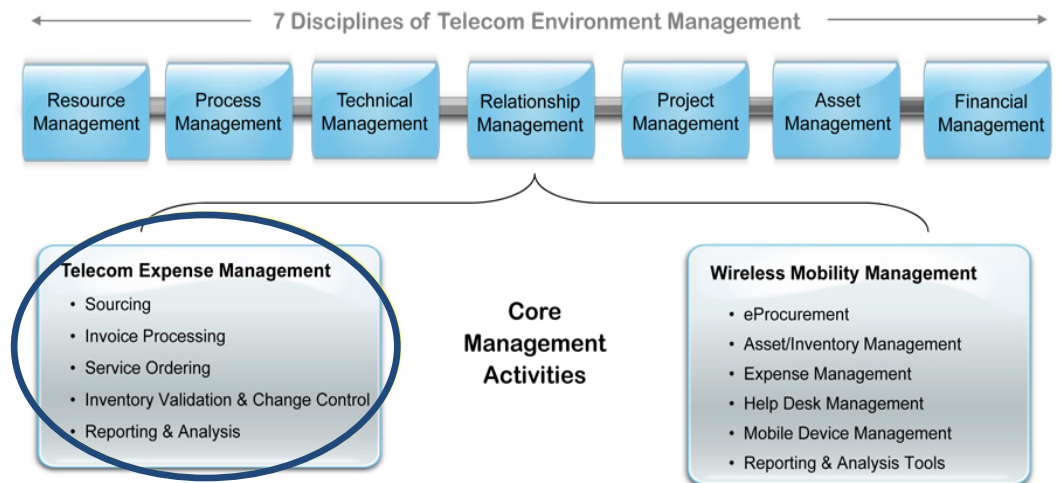 7 Disciplines of Telecom Environment Management
Resource
Management
Process
Management
Technical
Management
Relationship
Management
Project
Management
Asset
Management
Financial
Management
Telecom Expense Management
• Sourcing
• Invoice Processing
• Service Ordering
• Inventory Validation & Change Control
• Reporting & Analysis
Core
Management
Activities
Wireless Mobility Management
• eProcurement
• Asset/Inventory Management
• Expense Management
• Help Desk Management
• Mobile Device Management
• Reporting & Analysis Tools